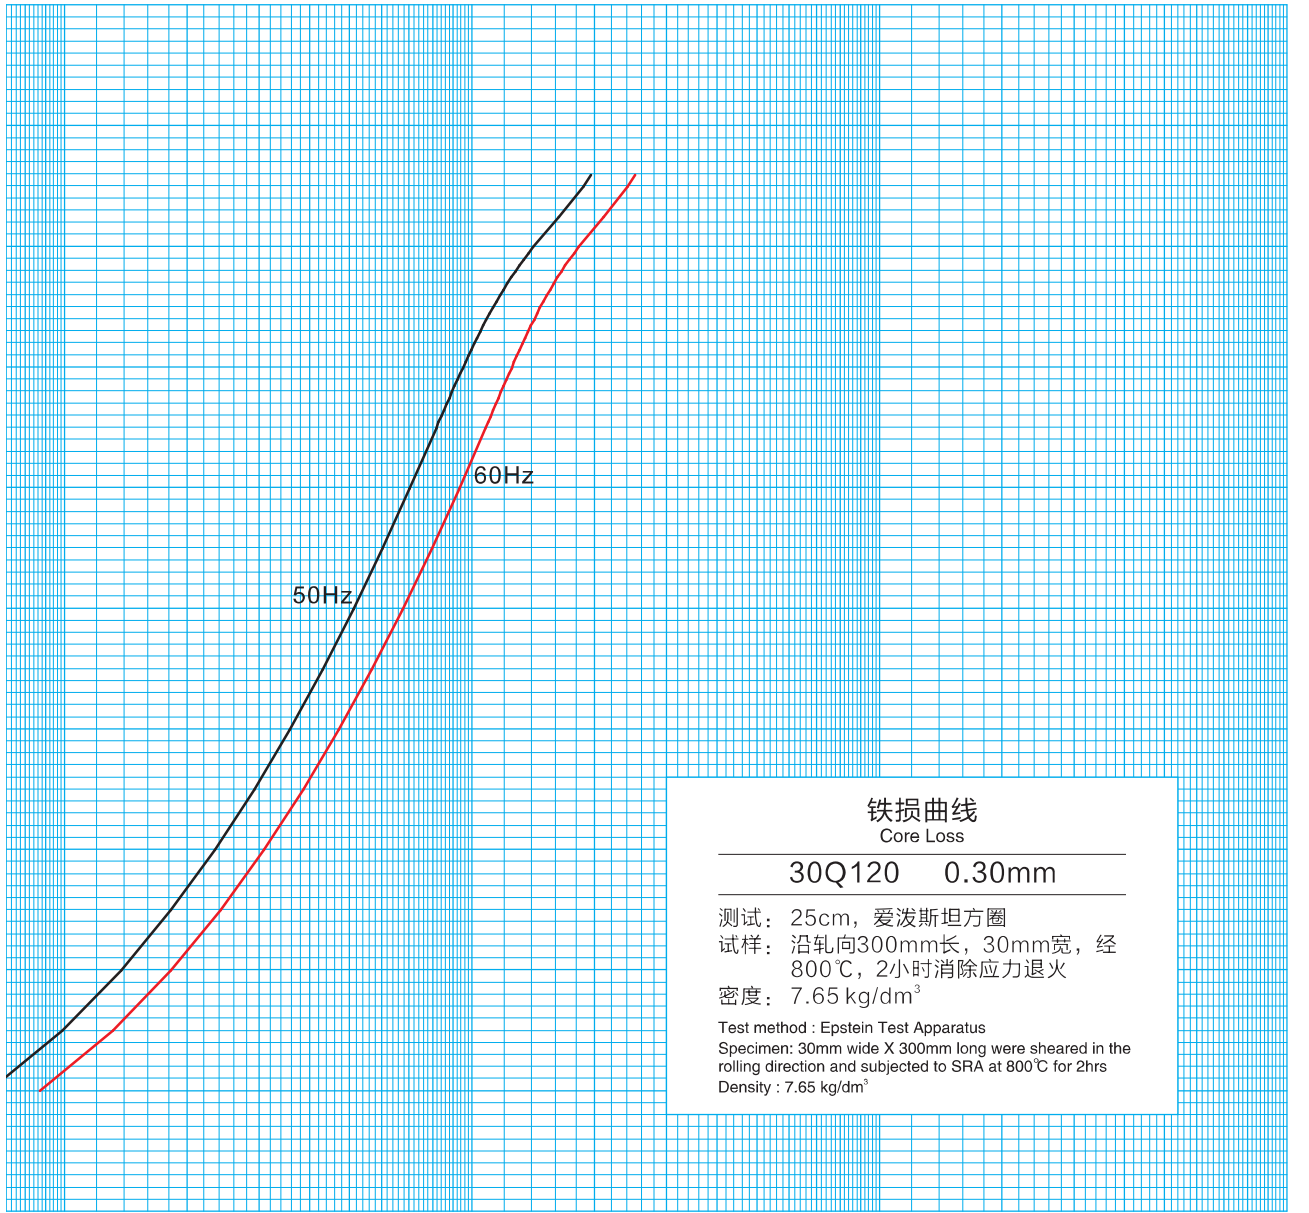 60Hz
50Hz
铁损曲线
Core Loss
30Q120 0.30mm
测试： 25cm，爱泼斯坦方圈
试样： 沿轧向300mm长，30mm宽，经
800℃，2小时消除应力退火
密度： 7.65 kg/dm³
Test method : Epstein Test Apparatus
Specimen: 30mm wide X 300mm long were sheared in the
rolling direction and subjected to SRA at 800℃ for 2hrs
Density : 7.65 kg/dm³